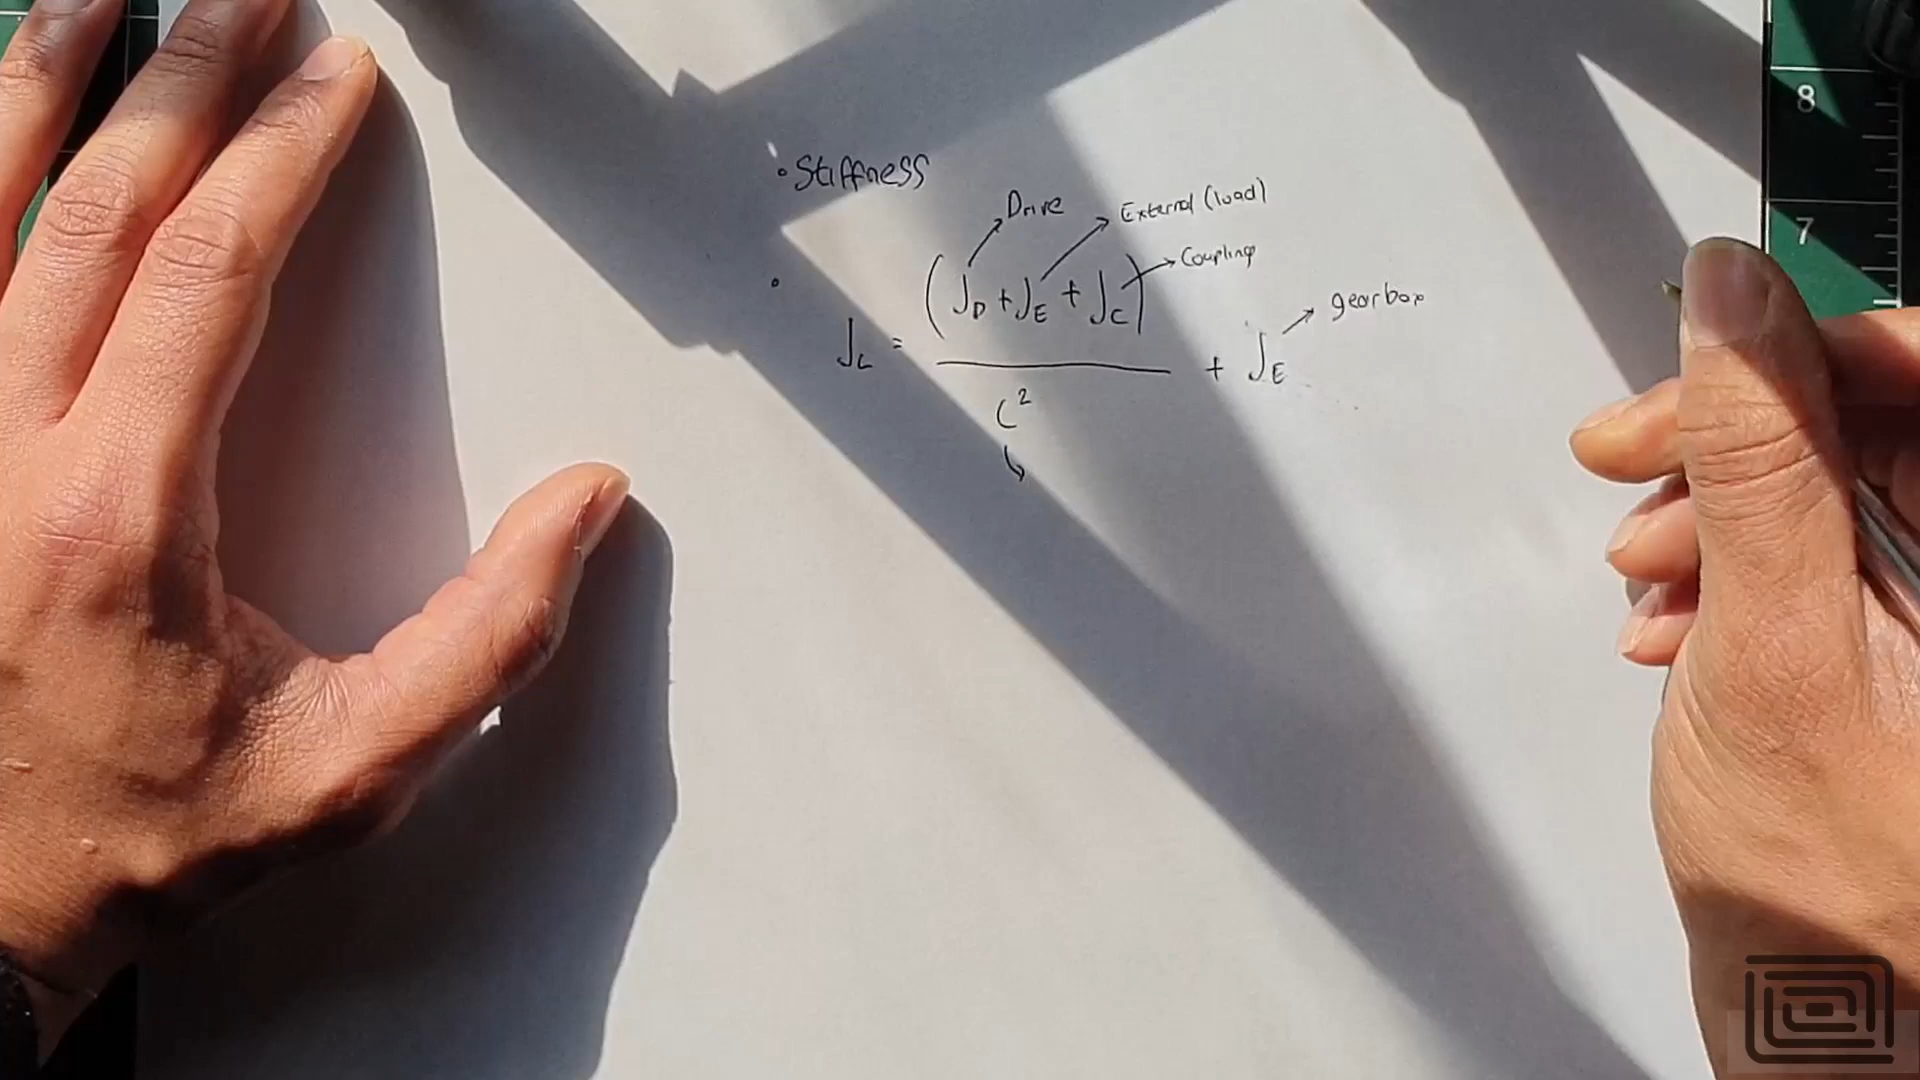 • Stiffness
Drive
External (load)
Coupling
gearbox
• J_L = (J_D + J_E + J_C) / C² + J_E
8
7